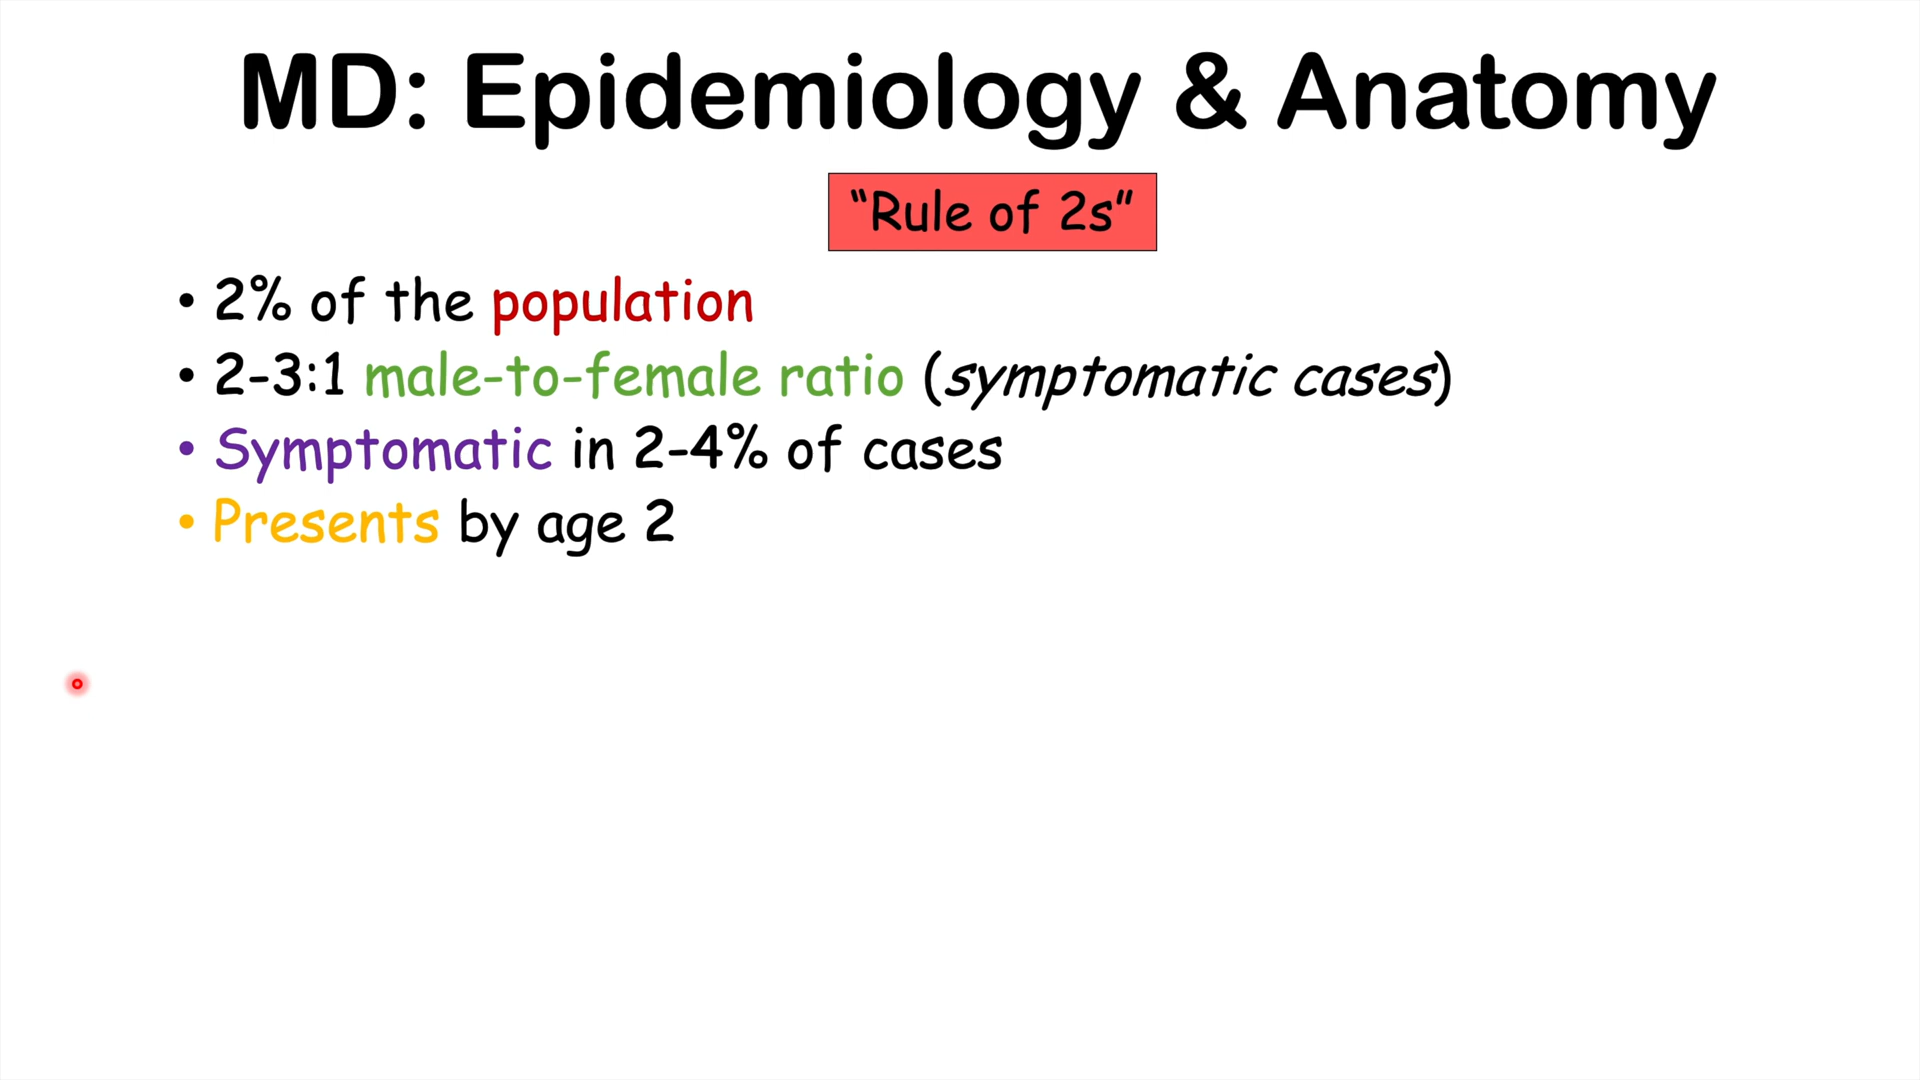 MD: Epidemiology & Anatomy
“Rule of 2s”
• 2% of the population
• 2-3:1 male-to-female ratio (symptomatic cases)
• Symptomatic in 2-4% of cases
• Presents by age 2